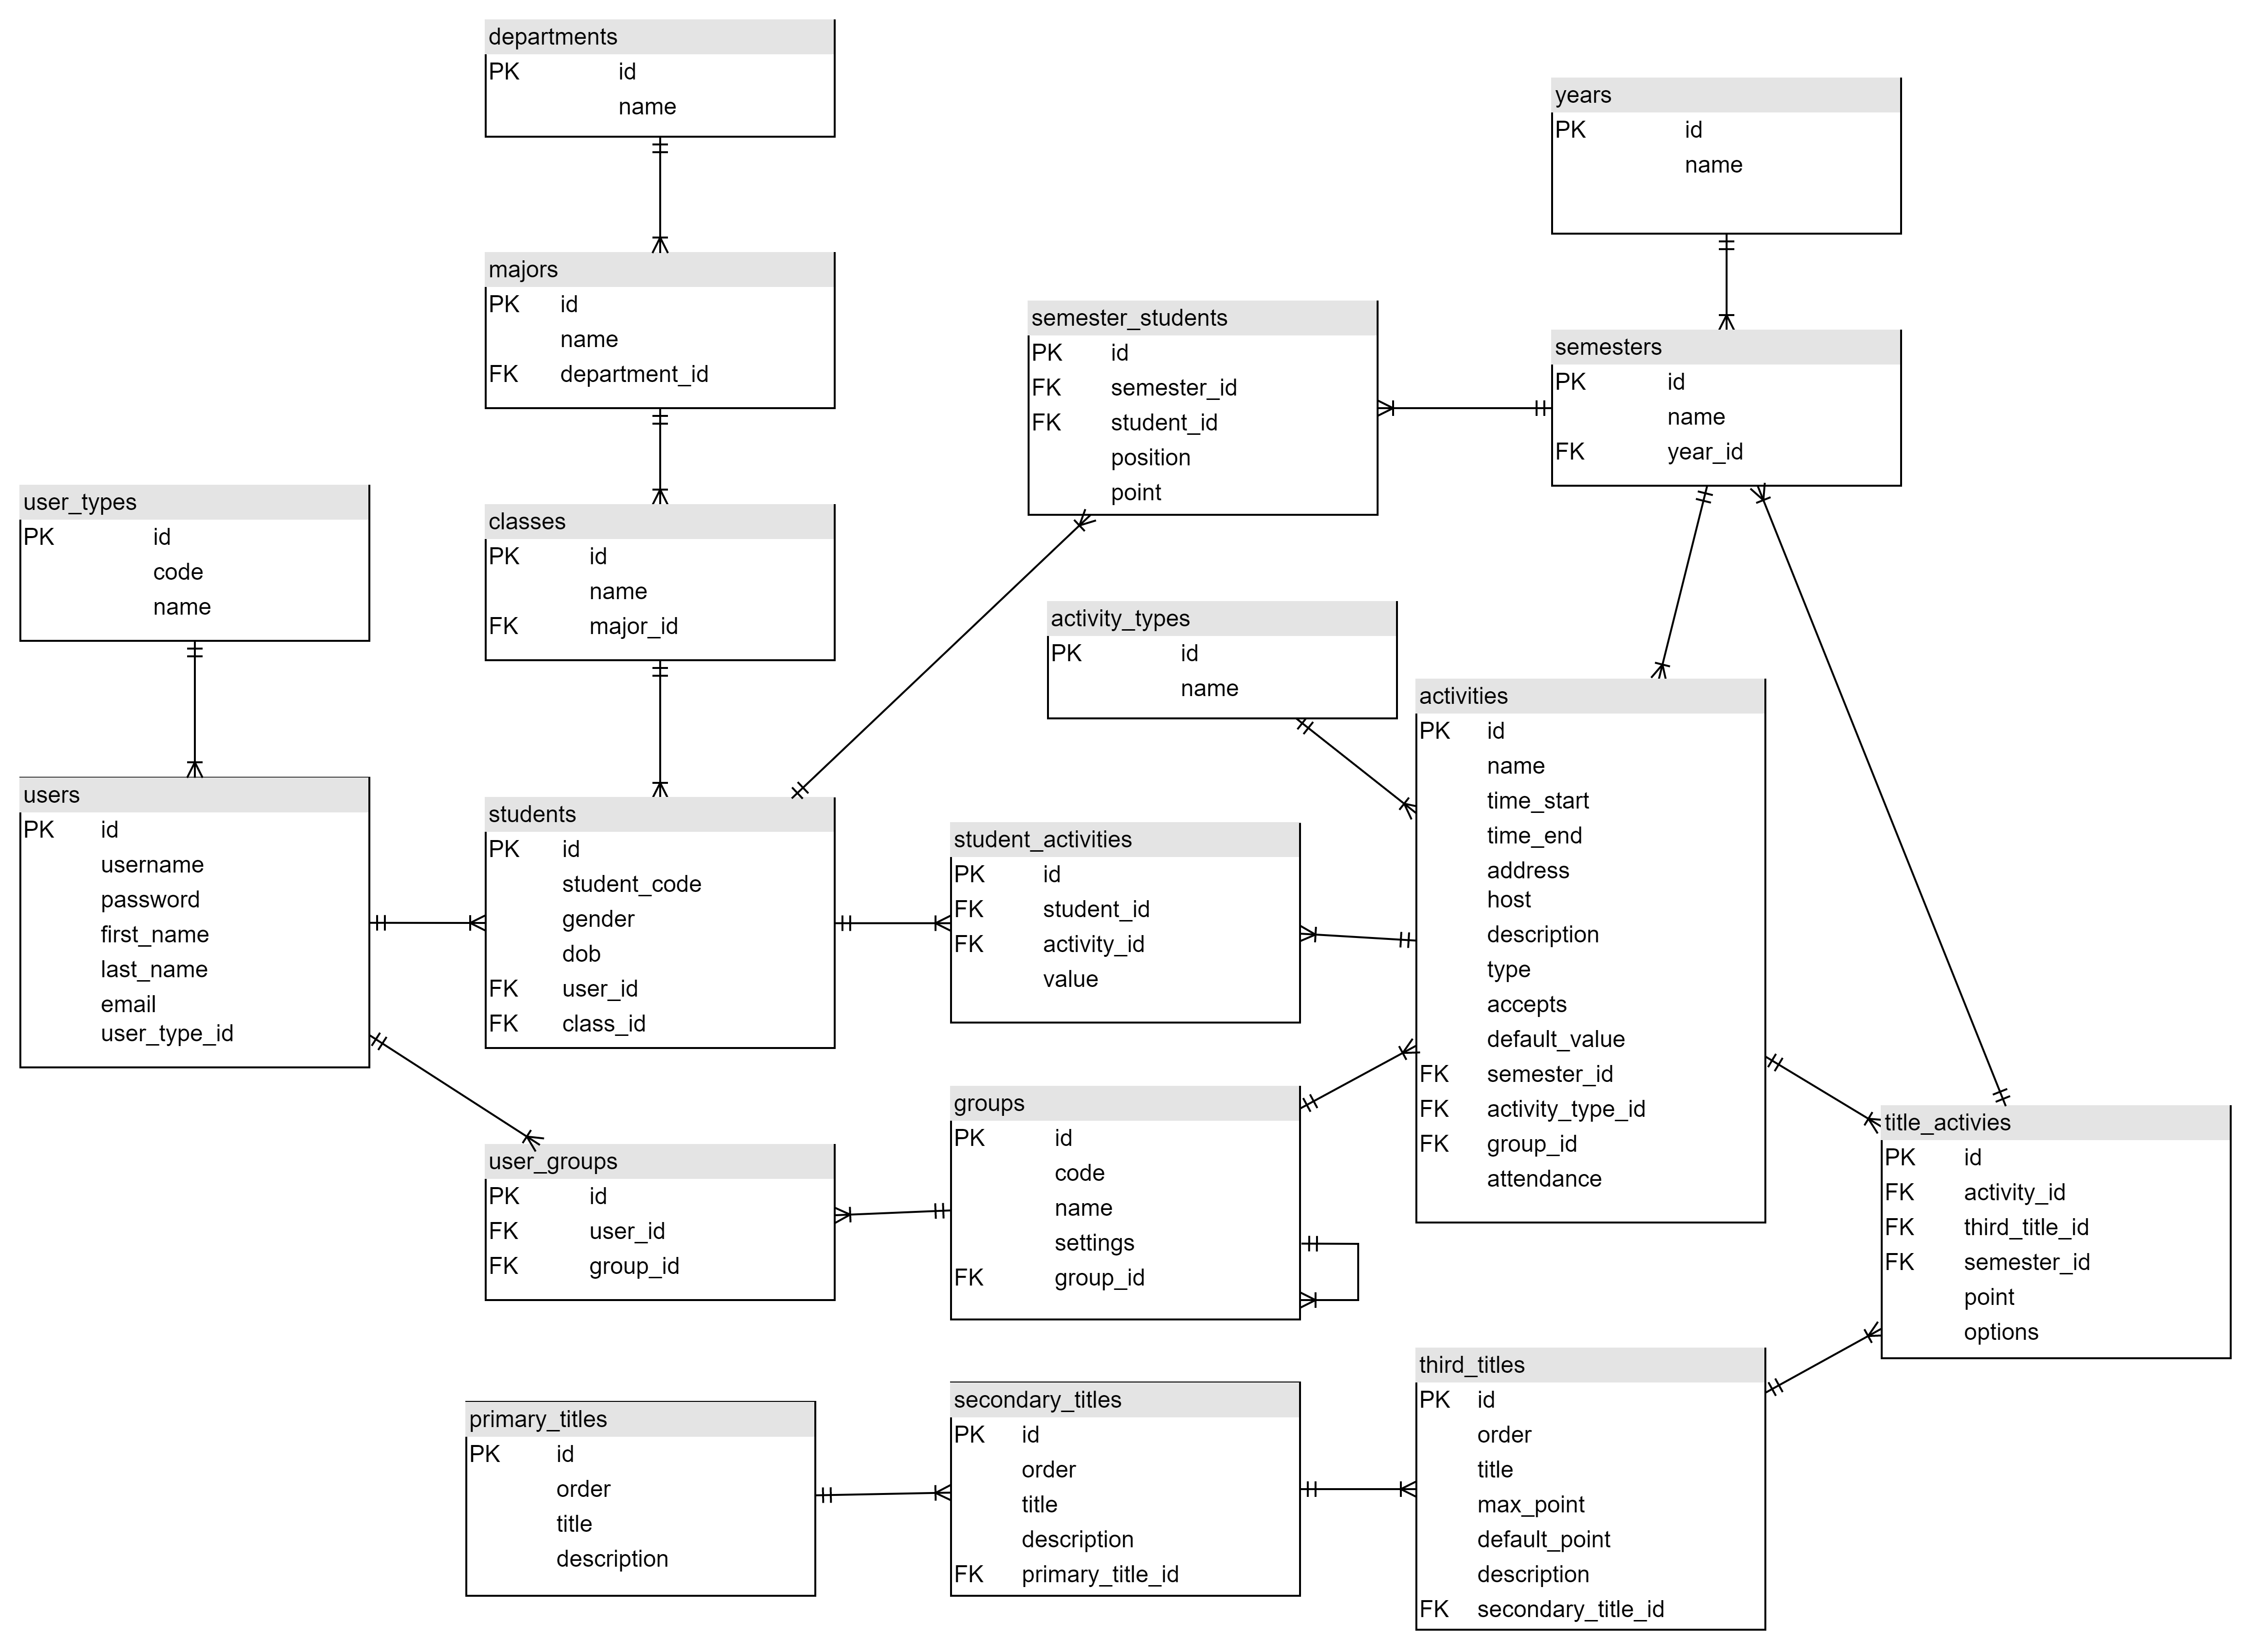 departments
PK id
name
years
PK id
name
majors
PK id
name
FK department_id
semester_students
PK id
FK semester_id
FK student_id
position
point
semesters
PK id
name
FK year_id
user_types
PK id
code
name
classes
PK id
name
FK major_id
activity_types
PK id
name
activities
PK id
name
time_start
time_end
address
host
description
type
accepts
default_value
FK semester_id
FK activity_type_id
FK group_id
attendance
users
PK id
username
password
first_name
last_name
email
user_type_id
students
PK id
student_code
gender
dob
FK user_id
FK class_id
student_activities
PK id
FK student_id
FK activity_id
value
groups
PK id
code
name
settings
FK group_id
title_activies
PK id
FK activity_id
FK third_title_id
FK semester_id
point
options
user_groups
PK id
FK user_id
FK group_id
primary_titles
PK id
order
title
description
secondary_titles
PK id
order
title
description
FK primary_title_id
third_titles
PK id
order
title
max_point
default_point
description
FK secondary_title_id